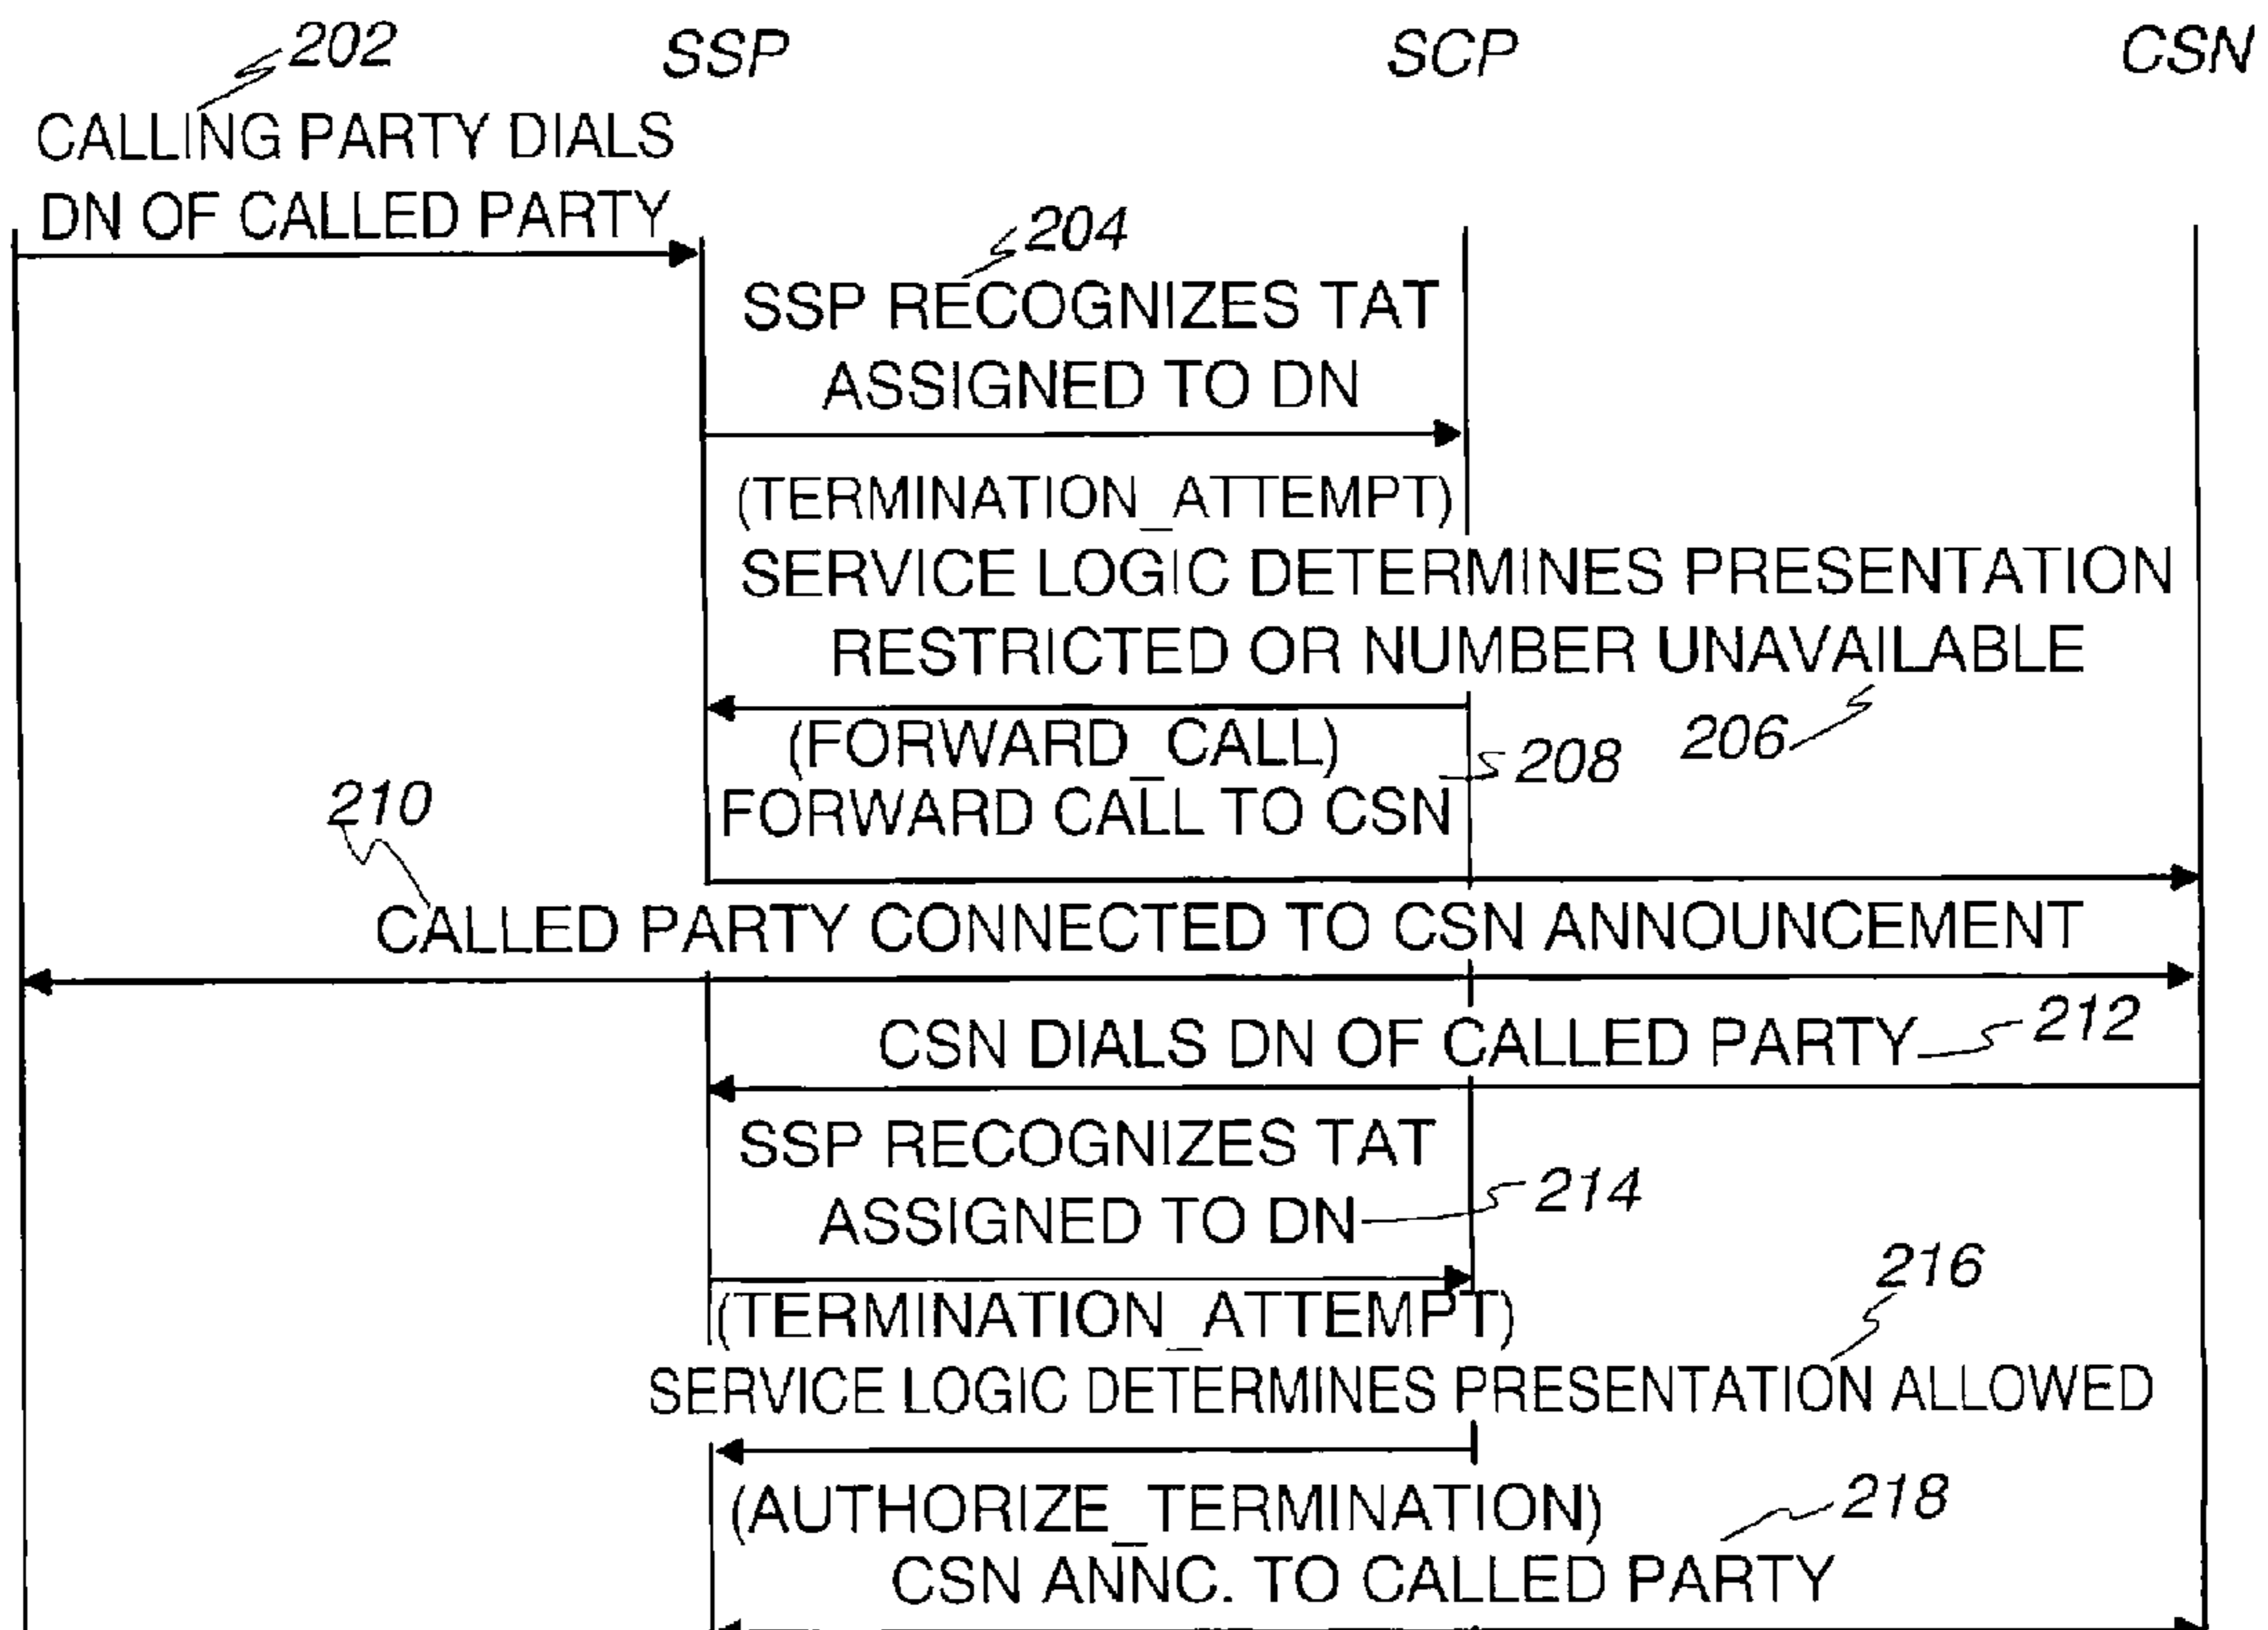 202 SSP SCP CSN
CALLING PARTY DIALS
DN OF CALLED PARTY
204
SSP RECOGNIZES TAT
ASSIGNED TO DN
(TERMINATION_ATTEMPT)
SERVICE LOGIC DETERMINES PRESENTATION
RESTRICTED OR NUMBER UNAVAILABLE
206
(FORWARD_CALL)
208
FORWARD CALL TO CSN
210
CALLED PARTY CONNECTED TO CSN ANNOUNCEMENT
CSN DIALS DN OF CALLED PARTY 212
SSP RECOGNIZES TAT
ASSIGNED TO DN 214
216
(TERMINATION_ATTEMPT)
SERVICE LOGIC DETERMINES PRESENTATION ALLOWED
(AUTHORIZE_TERMINATION) 218
CSN ANNC. TO CALLED PARTY